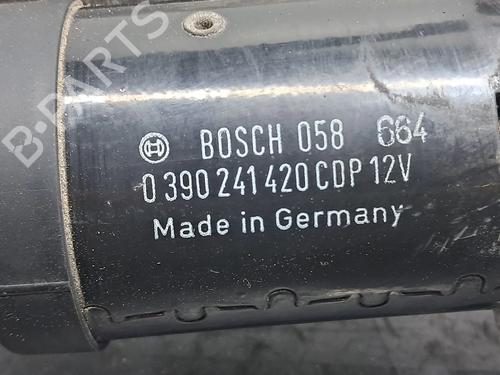 B-PARTS
BOSCH 058 664
0 390 241 420 CDP 12V
Made in Germany